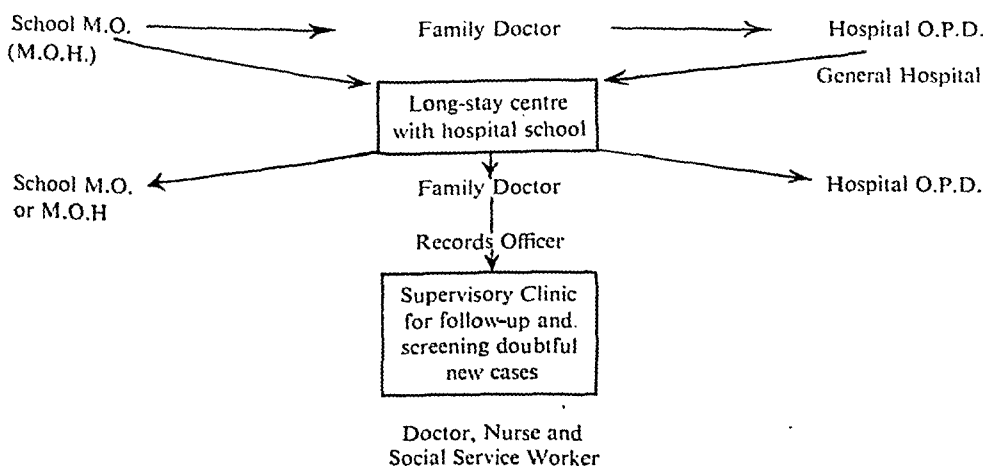 School M.O.
(M.O.H.)
Family Doctor
Hospital O.P.D.
General Hospital
Long-stay centre
with hospital school
School M.O.
or M.O.H
Family Doctor
Hospital O.P.D.
Records Officer
Supervisory Clinic
for follow-up and.
screening doubtful
new cases
Doctor, Nurse and
Social Service Worker